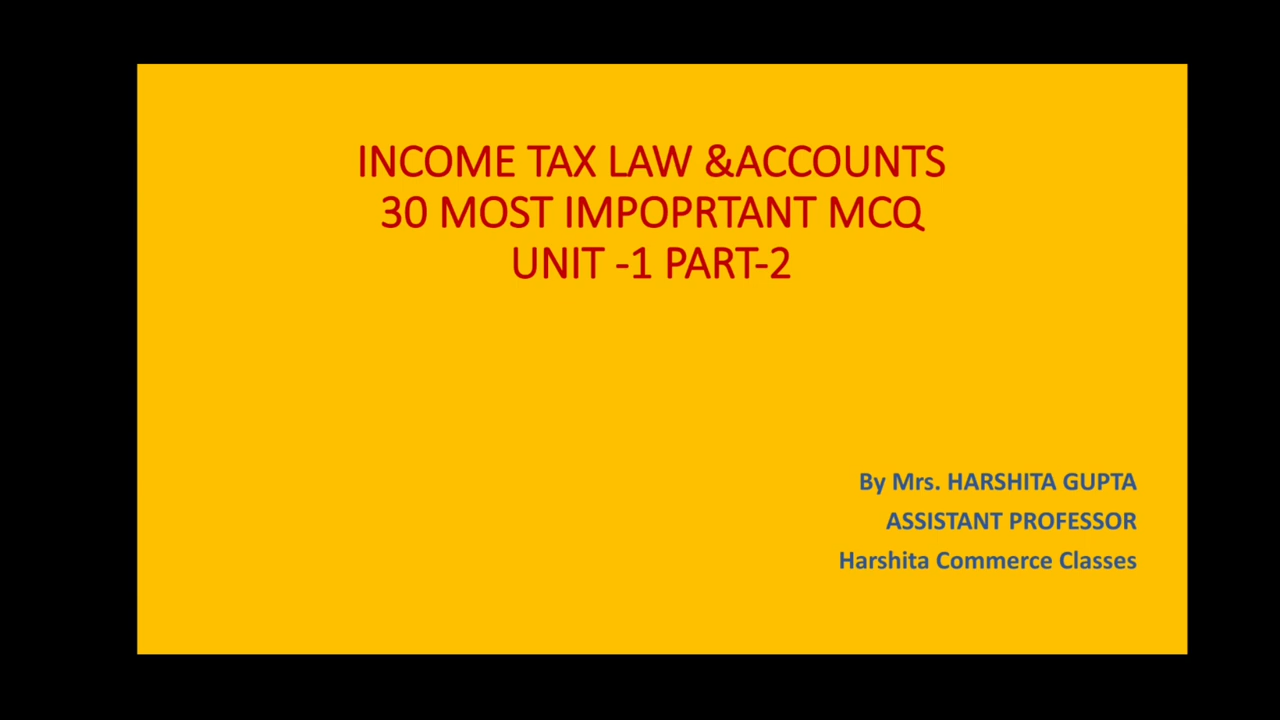 INCOME TAX LAW &ACCOUNTS
30 MOST IMPOPRTANT MCQ
UNIT -1 PART-2
By Mrs. HARSHITA GUPTA
ASSISTANT PROFESSOR
Harshita Commerce Classes